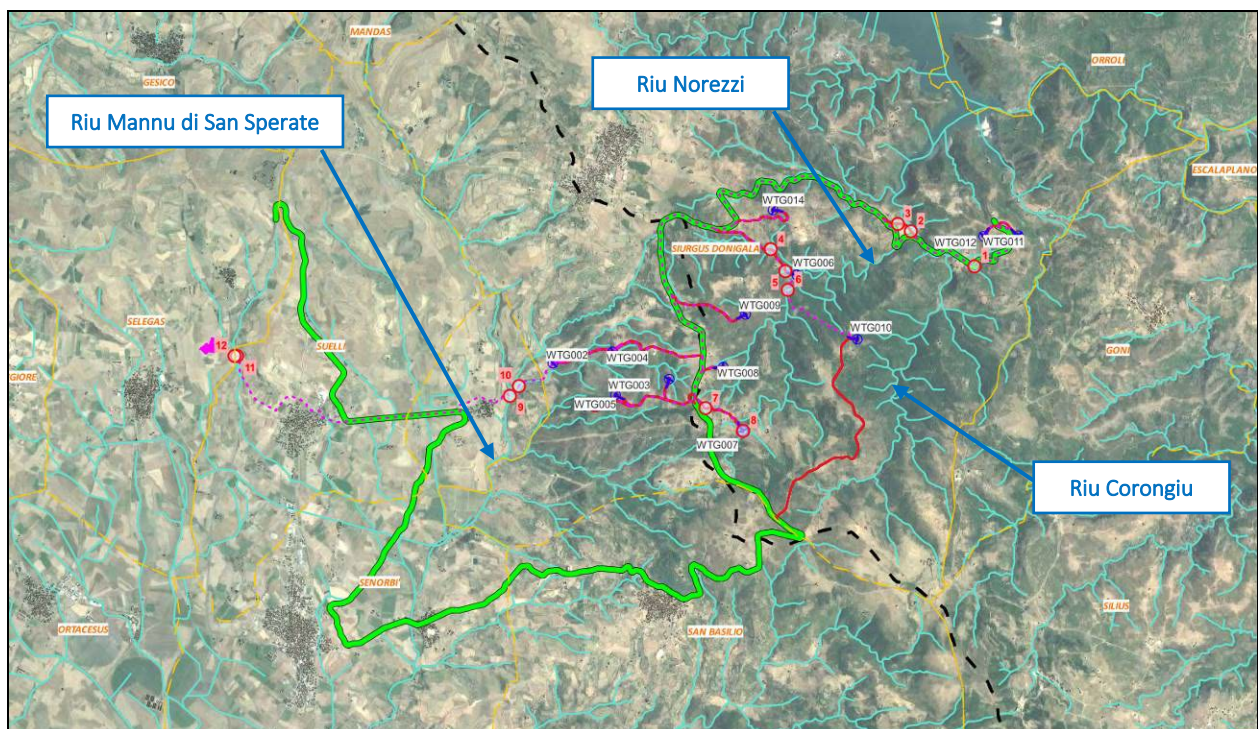 MANDAS
ORROLI
Riu Norezzi
GESICO
Riu Mannu di San Sperate
ESCALAPLANO
WTG014
3
2
WTG012
WTG011
SIURGUS DONIGALA
4
1
WTG006
5
6
WTG009
SELEGAS
WTG010
SUELLI
12
11
GIORE
WTG002
WTG004
GONI
WTG008
10
9
WTG003
WTG005
7
8
WTG007
Riu Corongiu
SENORBÌ
SILIUS
ORTACESUS
SAN BASILIO